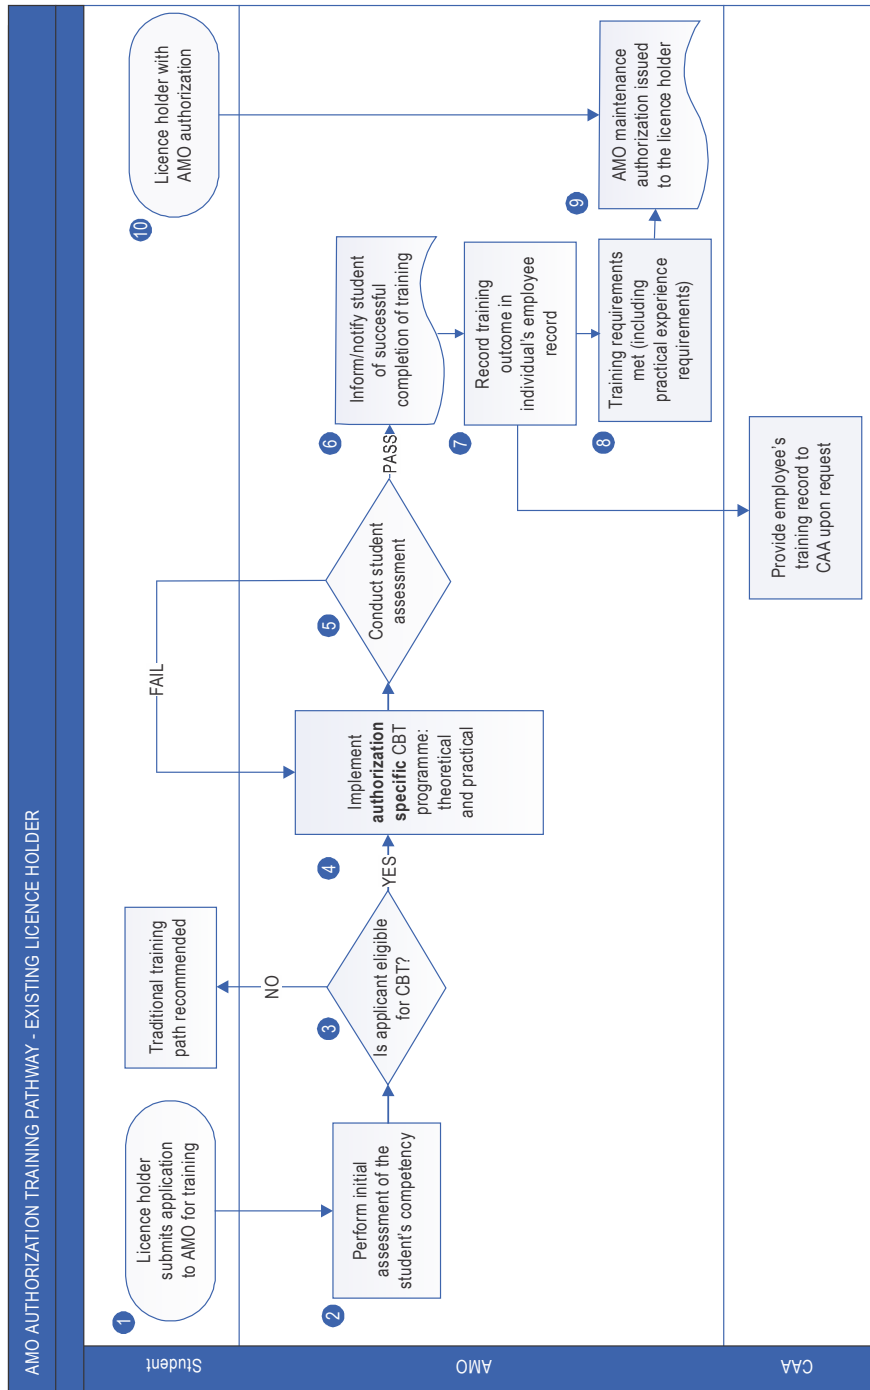 AMO AUTHORIZATION TRAINING PATHWAY - EXISTING LICENCE HOLDER
Student
1
Licence holder
submits application
to AMO for training
Traditional training
path recommended
10
Licence holder with
AMO authorization
AMO
2
Perform initial
assessment of the
student's competency
3
Is applicant eligible
for CBT?
NO
YES
4
Implement
authorization
specific CBT
programme:
theoretical
and practical
FAIL
5
Conduct student
assessment
PASS
6
Inform/notify student
of successful
completion of training
7
Record training
outcome in
individual's employee
record
8
Training requirements
met (including
practical experience
requirements)
9
AMO maintenance
authorization issued
to the licence holder
CAA
Provide employee's
training record to
CAA upon request